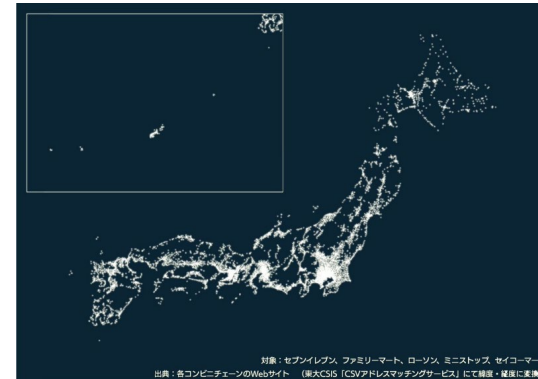 対象：セブンイレブン、ファミリーマート、ローソン、ミニストップ、セイコーマー
出典：各コンビニチェーンのWebサイト （東大CSIS「CSVアドレスマッチングサービス」にて緯度・経度に変換